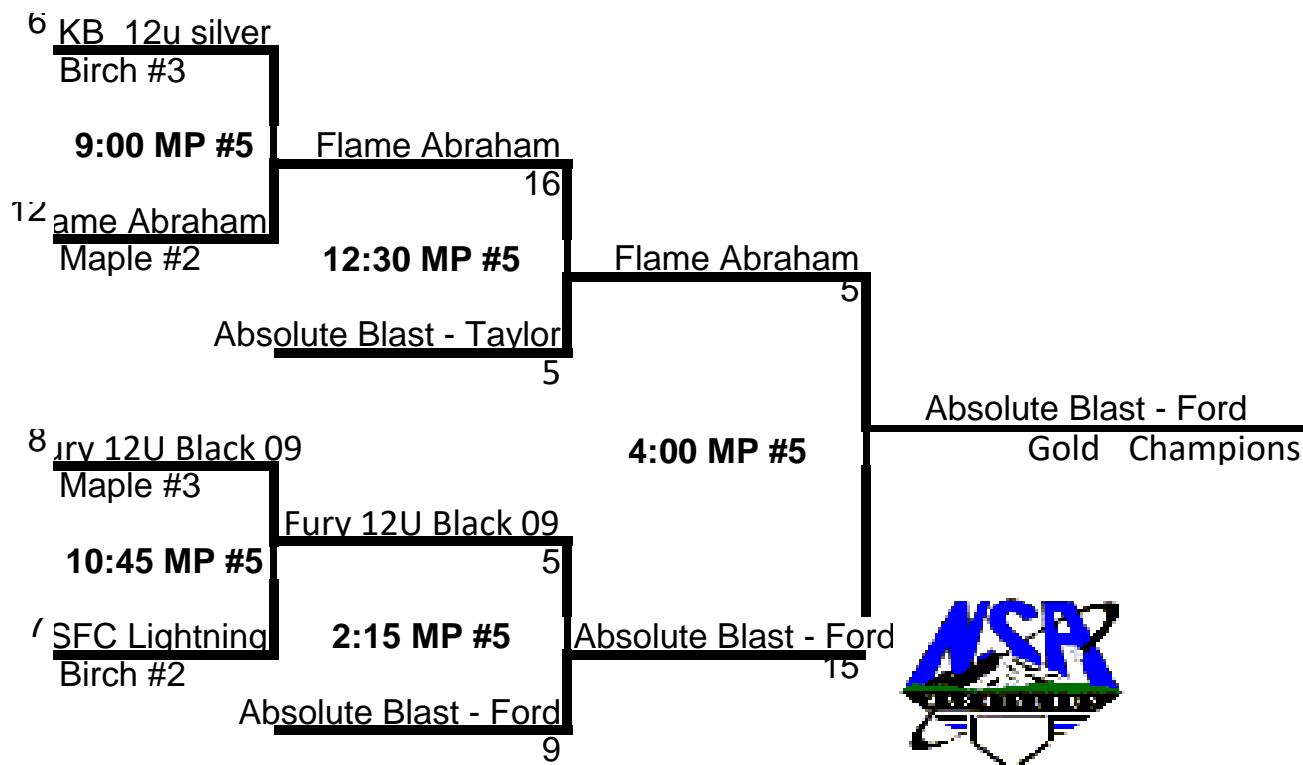 6 KB 12u silver
Birch #3
9:00 MP #5
Flame Abraham
16
12 ame Abraham
Maple #2
12:30 MP #5
Flame Abraham
5
Absolute Blast - Taylor
5
Absolute Blast - Ford
Gold Champions
8 ury 12U Black 09
Maple #3
4:00 MP #5
Fury 12U Black 09
5
10:45 MP #5
7 SFC Lightning
Birch #2
2:15 MP #5
Absolute Blast - Ford
15
Absolute Blast - Ford
9
NSA